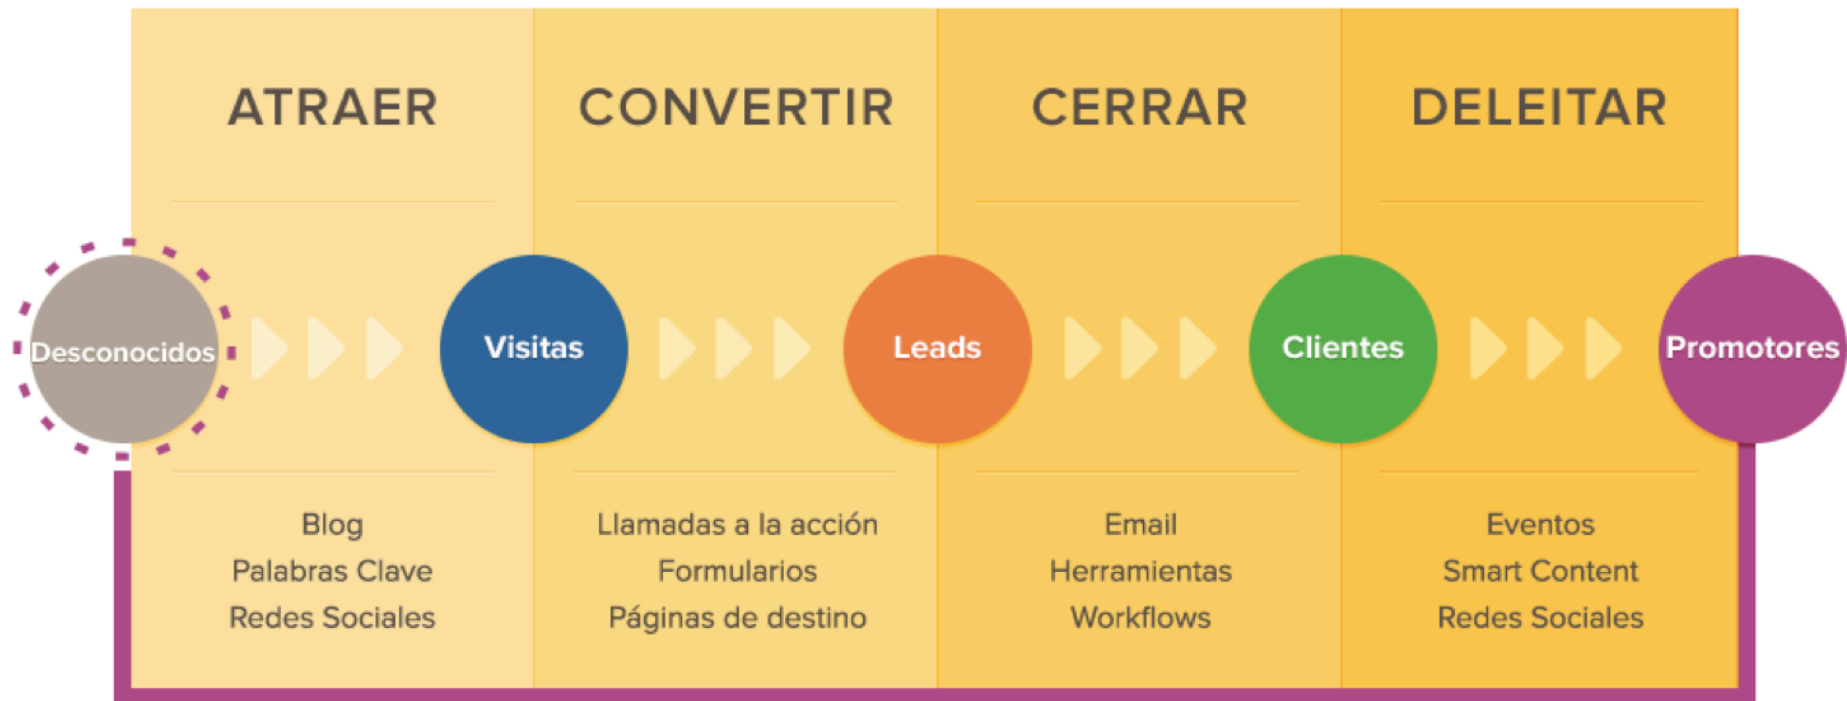 ATRAER
CONVERTIR
CERRAR
DELEITAR
Desconocidos
Visitas
Leads
Clientes
Promotores
Blog
Palabras Clave
Redes Sociales
Llamadas a la acción
Formularios
Páginas de destino
Email
Herramientas
Workflows
Eventos
Smart Content
Redes Sociales